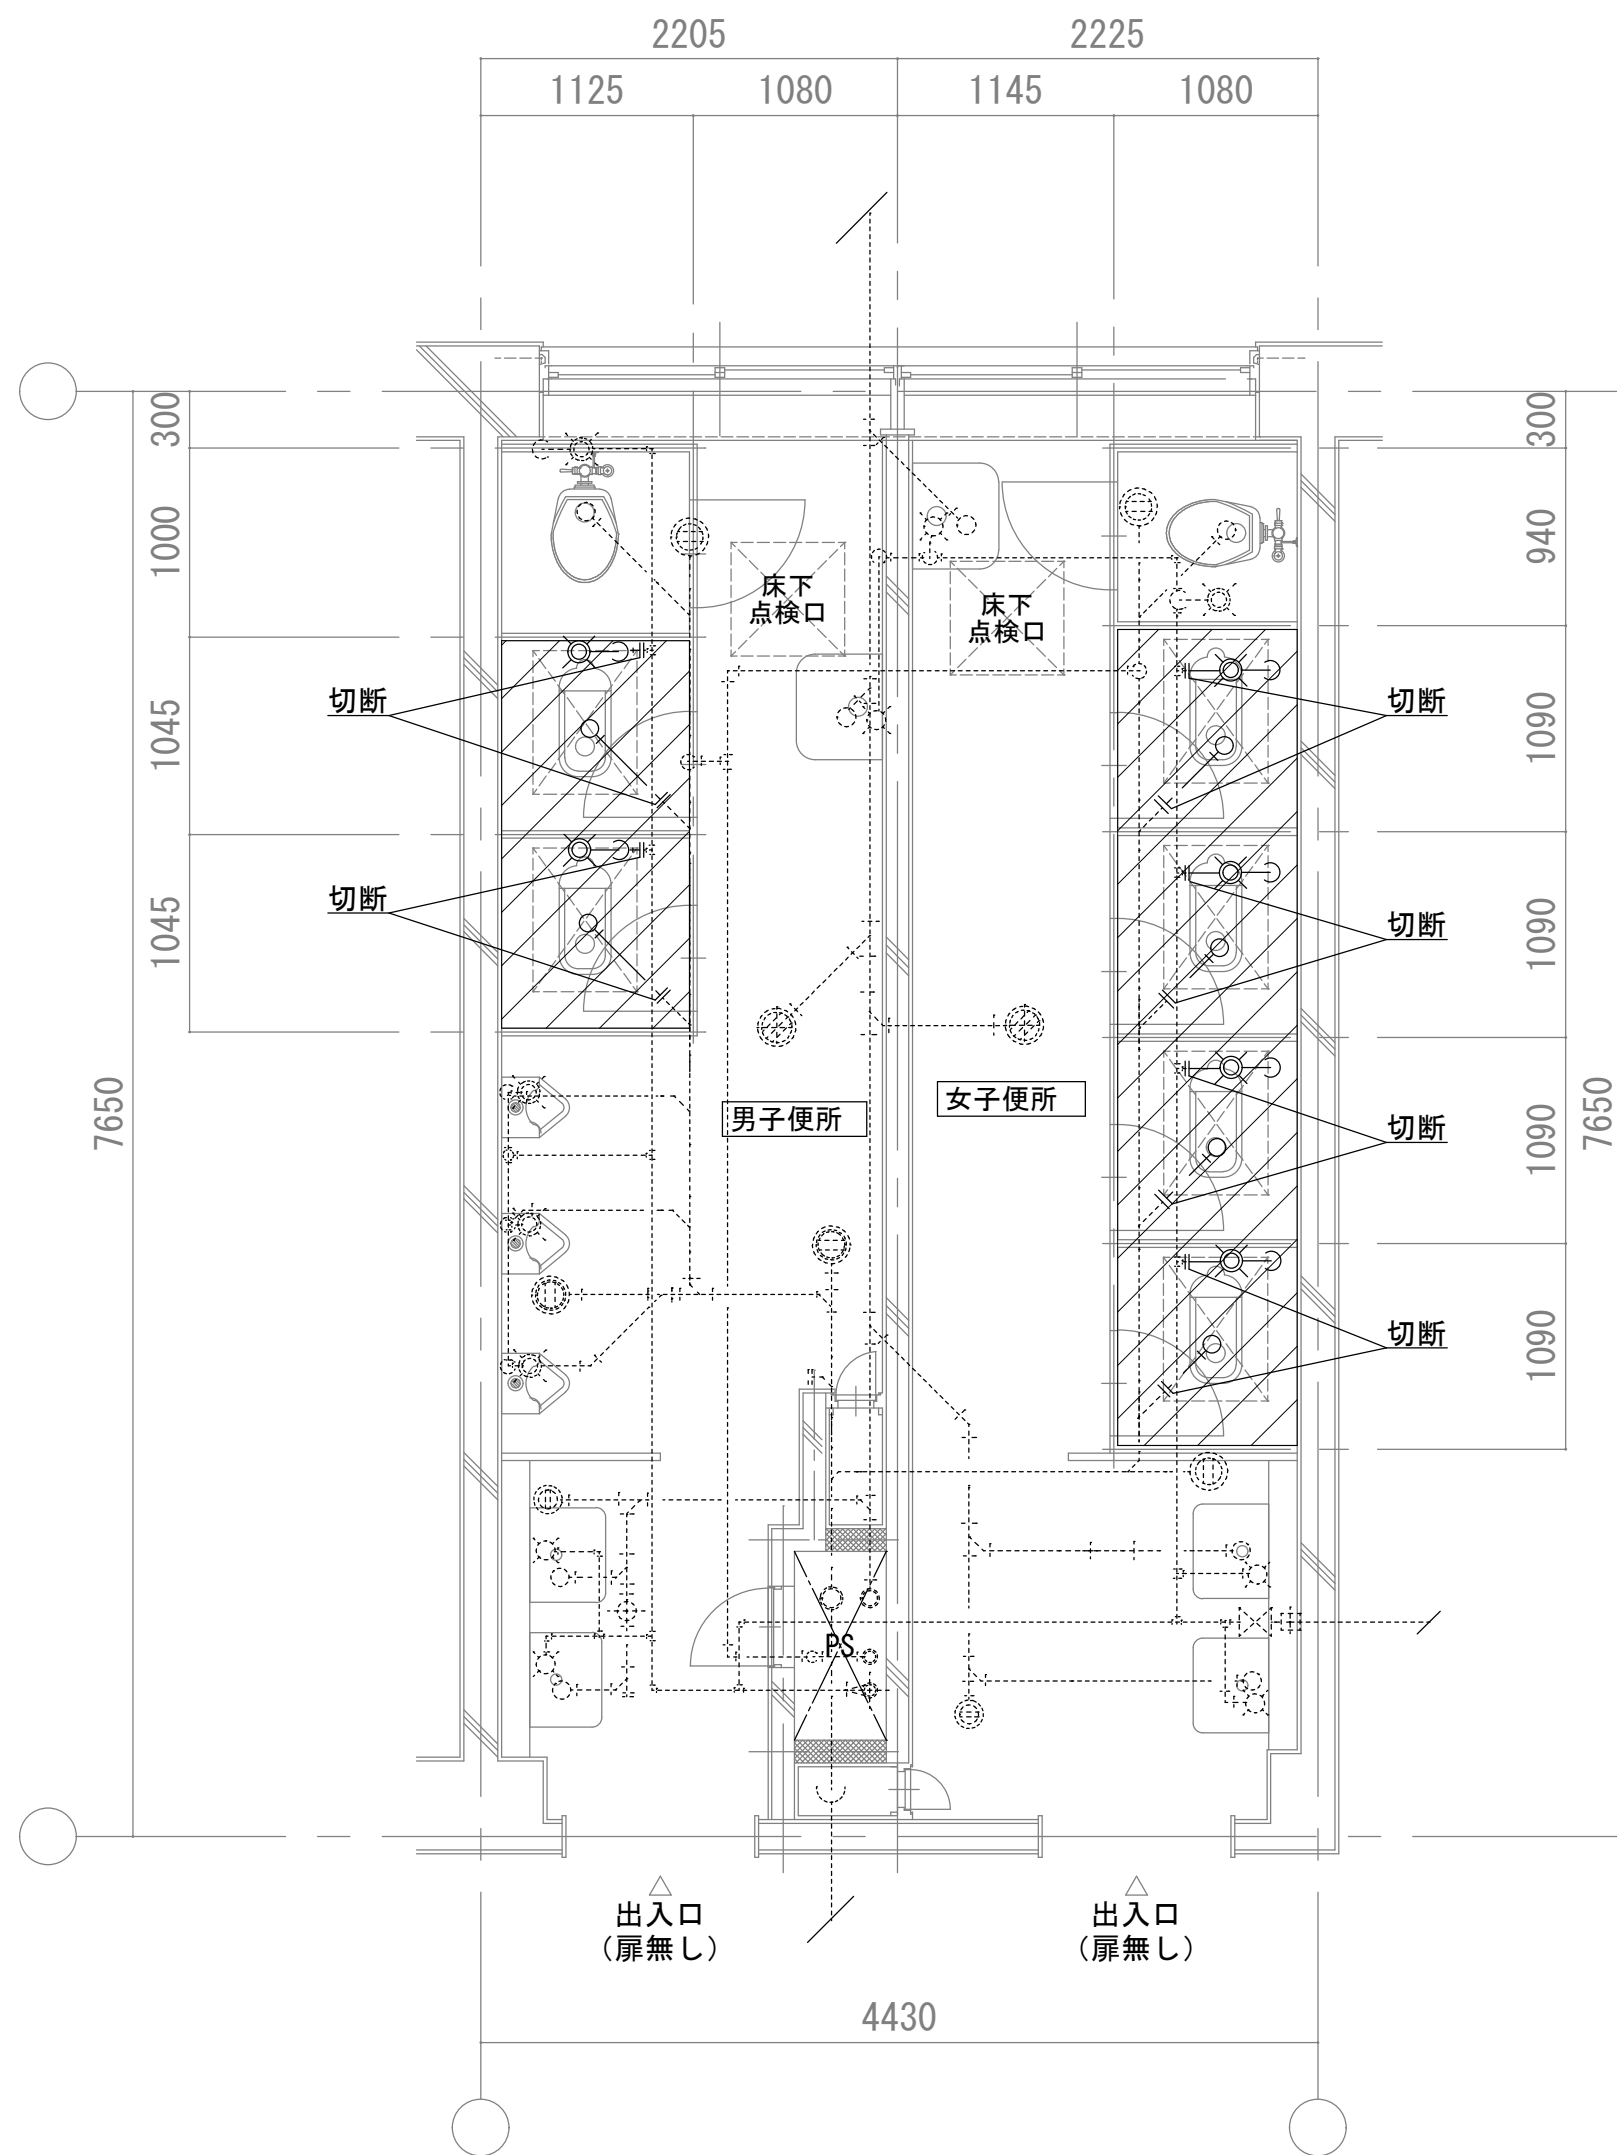 2205
2225
1125
1080
1145
1080
300
1000
1045
1045
7650
300
940
1090
1090
1090
1090
7650
床下
点検口
床下
点検口
切断
切断
切断
切断
切断
切断
男子便所
女子便所
PS
出入口
（扉無し）
出入口
（扉無し）
4430